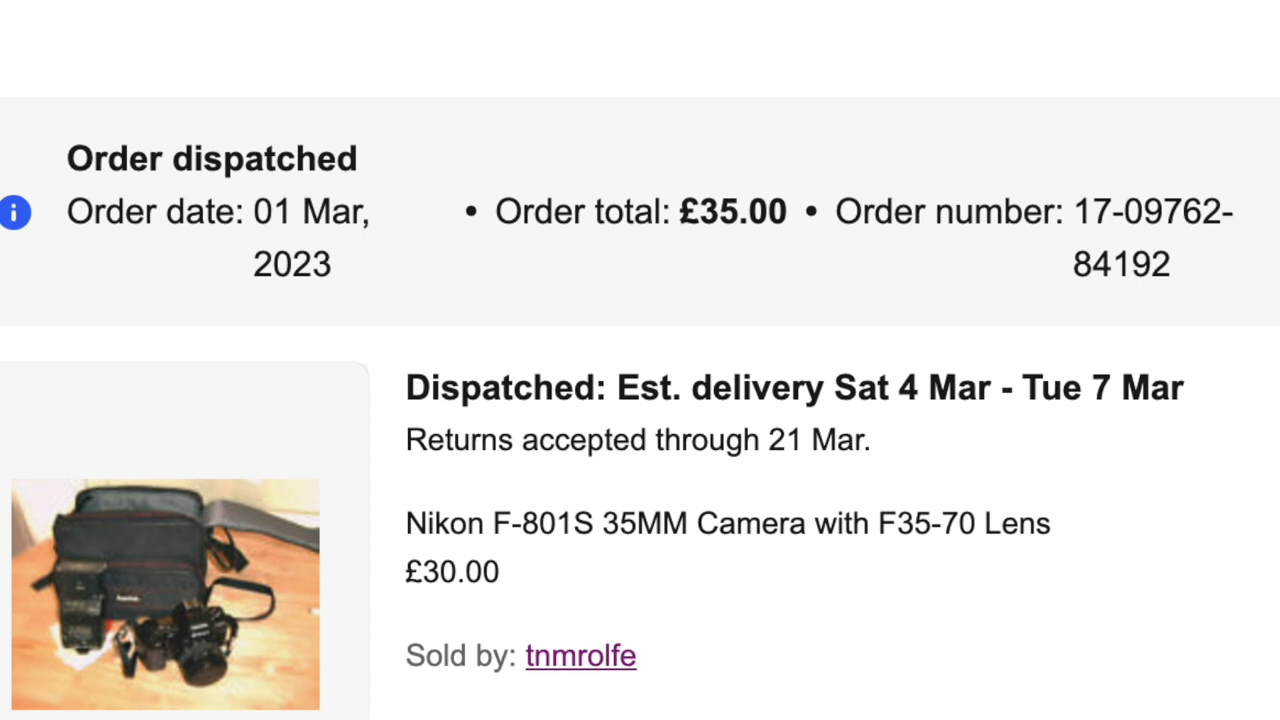 Order dispatched
Order date: 01 Mar, 2023 • Order total: £35.00 • Order number: 17-09762-84192
Dispatched: Est. delivery Sat 4 Mar - Tue 7 Mar
Returns accepted through 21 Mar.
Nikon F-801S 35MM Camera with F35-70 Lens
£30.00
Sold by: tnmrolfe